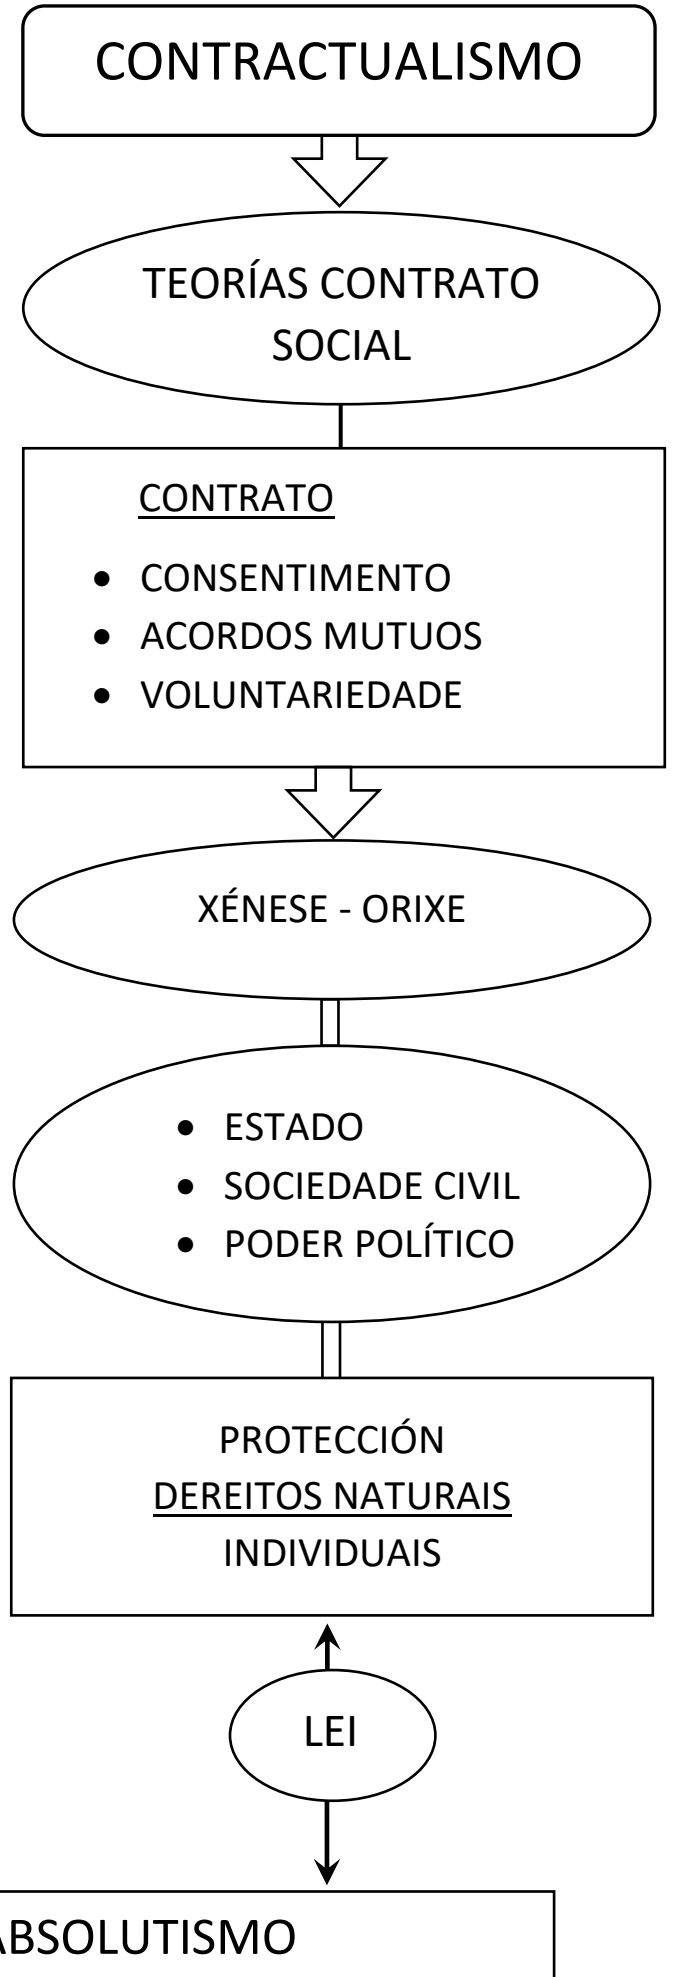 CONTRACTUALISMO
TEORÍAS CONTRATO
SOCIAL
CONTRATO
• CONSENTIMENTO
• ACORDOS MUTUOS
• VOLUNTARIEDADE
XÉNESE - ORIXE
• ESTADO
• SOCIEDADE CIVIL
• PODER POLÍTICO
PROTECCIÓN
DEREITOS NATURAIS
INDIVIDUAIS
LEI
ABSOLUTISMO